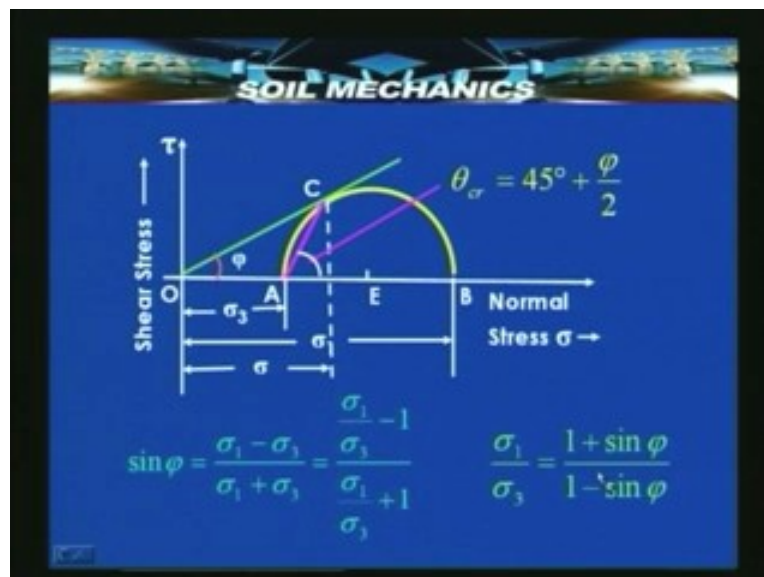 SOIL MECHANICS
τ
Shear Stress
C
θcr = 45° + φ/2
φ
O
A
E
B
Normal
Stress σ
σ3
σ1
σ
sin φ = (σ1 − σ3)/(σ1 + σ3) = (σ1/σ3 − 1)/(σ1/σ3 + 1)
σ1/σ3 = (1 + sin φ)/(1 − sin φ)